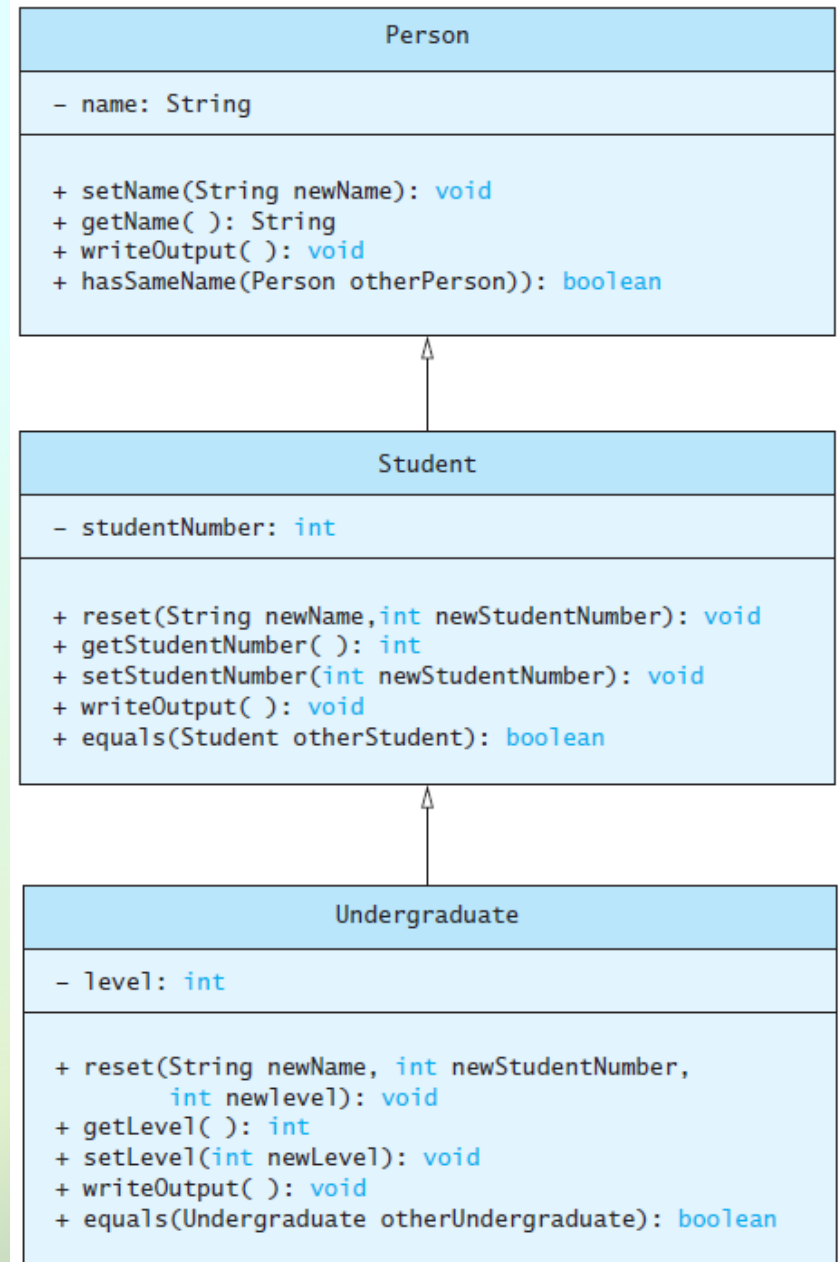 Person
– name: String
+ setName(String newName): void
+ getName( ): String
+ writeOutput( ): void
+ hasSameName(Person otherPerson)): boolean
Student
– studentNumber: int
+ reset(String newName,int newStudentNumber): void
+ getStudentNumber( ): int
+ setStudentNumber(int newStudentNumber): void
+ writeOutput( ): void
+ equals(Student otherStudent): boolean
Undergraduate
– level: int
+ reset(String newName, int newStudentNumber,
int newlevel): void
+ getLevel( ): int
+ setLevel(int newLevel): void
+ writeOutput( ): void
+ equals(Undergraduate otherUndergraduate): boolean